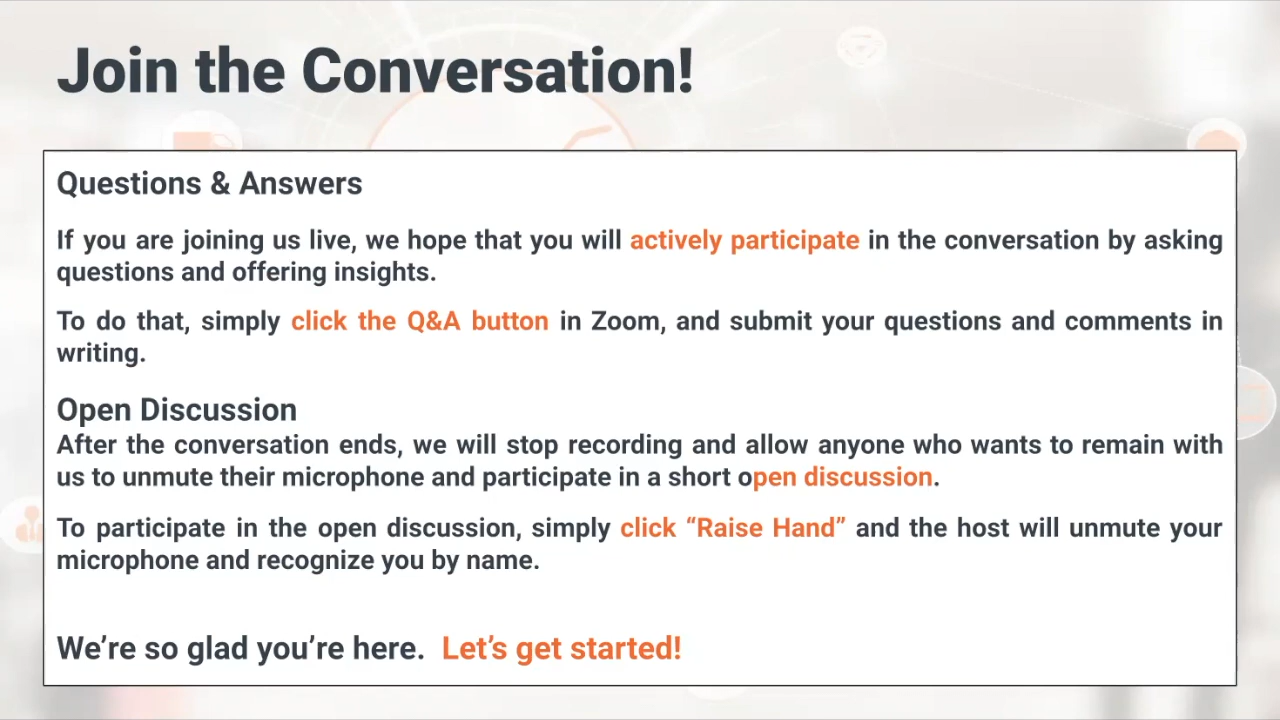 Join the Conversation!
Questions & Answers
If you are joining us live, we hope that you will actively participate in the conversation by asking
questions and offering insights.
To do that, simply click the Q&A button in Zoom, and submit your questions and comments in
writing.
Open Discussion
After the conversation ends, we will stop recording and allow anyone who wants to remain with
us to unmute their microphone and participate in a short open discussion.
To participate in the open discussion, simply click “Raise Hand” and the host will unmute your
microphone and recognize you by name.
We’re so glad you’re here. Let’s get started!